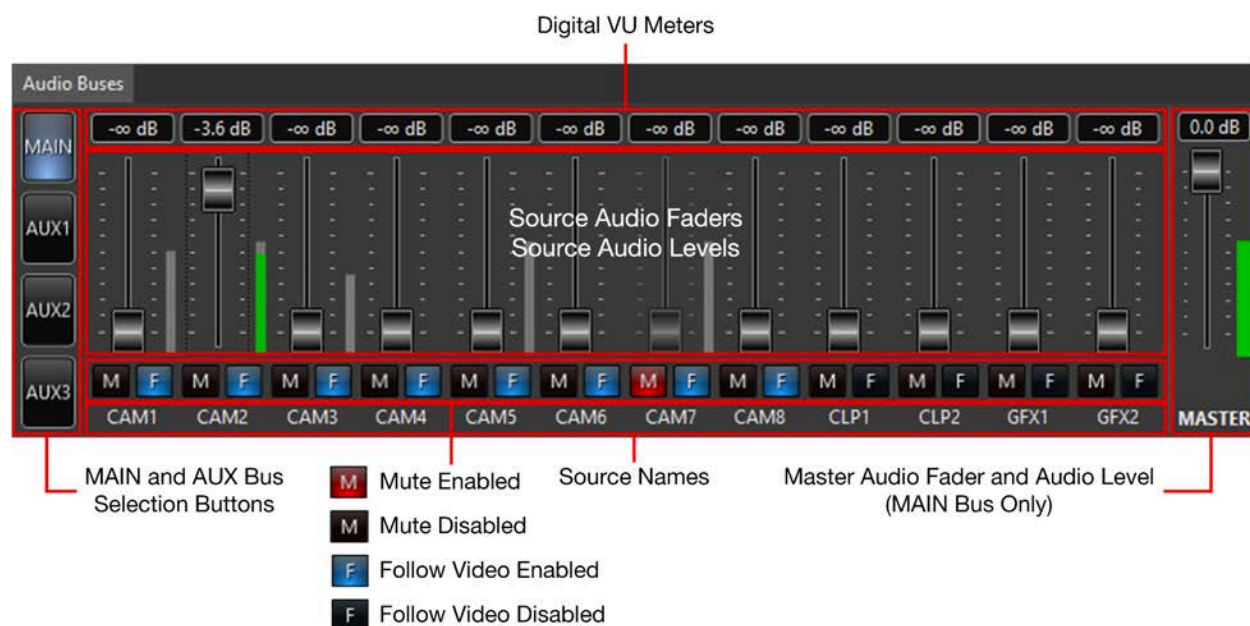 Digital VU Meters
Audio Buses
MAIN
AUX1
AUX2
AUX3
-∞ dB -3.6 dB -∞ dB -∞ dB -∞ dB -∞ dB -∞ dB -∞ dB -∞ dB -∞ dB -∞ dB -∞ dB 0.0 dB
Source Audio Faders
Source Audio Levels
M F M F M F M F M F M F M F M F M F M F M F M F
CAM1 CAM2 CAM3 CAM4 CAM5 CAM6 CAM7 CAM8 CLP1 CLP2 GFX1 GFX2 MASTER
MAIN and AUX Bus
Selection Buttons
M Mute Enabled
M Mute Disabled
F Follow Video Enabled
F Follow Video Disabled
Source Names
Master Audio Fader and Audio Level
(MAIN Bus Only)